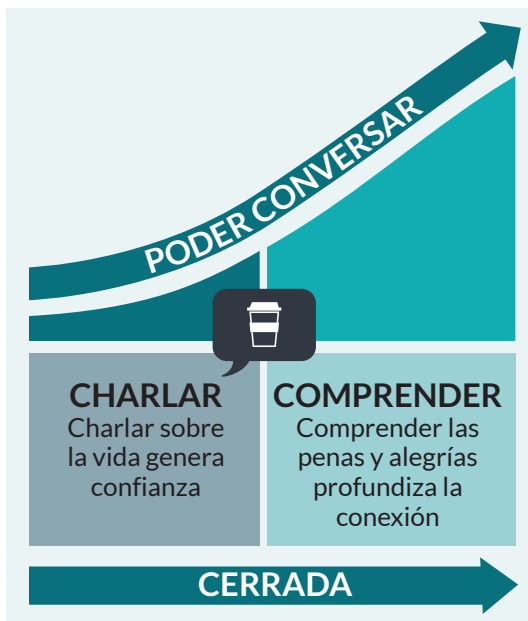 PODER CONVERSAR
CHARLAR
Charlar sobre
la vida genera
confianza
COMPRENDER
Comprender las
penas y alegrías
profundiza la
conexión
CERRADA